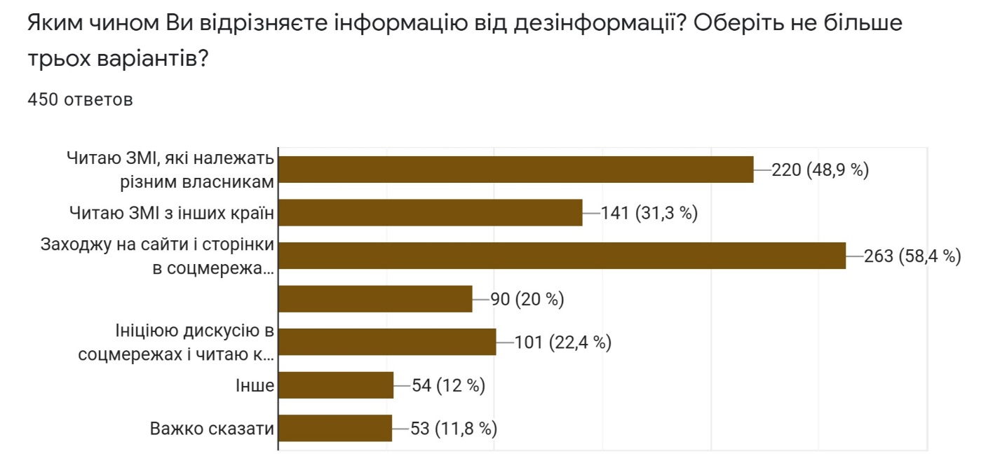 Яким чином Ви відрізняєте інформацію від дезінформації? Оберіть не більше
трьох варіантів?
450 ответов
Читаю ЗМІ, які належать
різним власникам
220 (48,9 %)
Читаю ЗМІ з інших країн
141 (31,3 %)
Заходжу на сайти і сторінки
в соцмережа...
263 (58,4 %)
90 (20 %)
Ініціюю дискусію в
соцмережах і читаю к...
101 (22,4 %)
Інше
54 (12 %)
Важко сказати
53 (11,8 %)